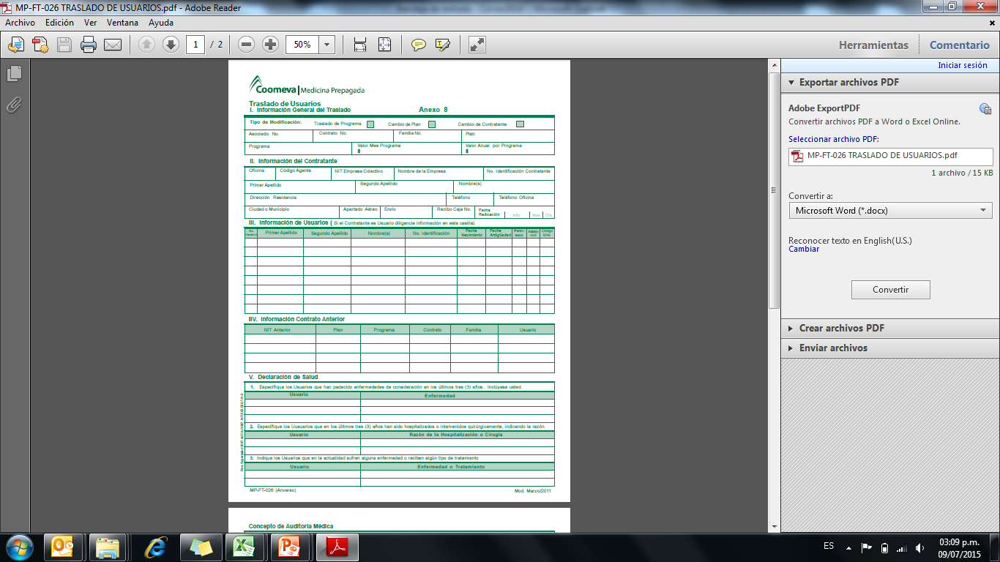 MP-FT-026 TRASLADO DE USUARIOS.pdf - Adobe Reader
Archivo Edición Ver Ventana Ayuda
1 / 2 50% Herramientas Comentario
Iniciar sesión
Coomeva Medicina Prepagada
Traslado de Usuarios
I. Información General del Traslado Anexo 8
Tipo de Modificación: Traslado de Programa Cambio de Plan Cambio de Contratante
Asociado No. Contrato No. Familia No. Plan:
Programa: Valor Mes Programa Valor Anual por Programa
$ $
II. Información del Contratante
Oficina Código Agente NIT Empresa Colectivo Nombre de la Empresa No. Identificación Contratante
Primer Apellido Segundo Apellido Nombre(s)
Dirección Residencia Teléfono Teléfono Oficina
Ciudad o Municipio Apartado Aéreo Envío Recibo Caja No. Fecha Radicación Año Mes Día
III. Información de Usuarios ( Si el Contratante es Usuario diligencie información en esta casilla).
No. Usuario Primer Apellido Segundo Apellido Nombre(s) No. Identificación Fecha Nacimiento Fecha Antigüedad Paren-tesco Estado civil Código EPS
IIV. Información Contrato Anterior
NIT Anterior Plan Programa Contrato Familia Usuario
V. Declaración de Salud
1. Especifique los Usuarios que han padecido enfermedades de consideración en los últimos tres (3) años. Inclúyase usted.
Usuario Enfermedad
2. Especifique los Uusuarios que en los últimos tres (3) años han sido hospitalizados o intervenidos quirúrgicamente, indicando la razón.
Usuario Razón de la Hospitalización o Cirugía
3. Indique los Usuarios que en la actualidad sufren alguna enfermedad o reciben algún tipo de tratamiento
Usuario Enfermedad o Tratamiento
MP-FT-026 (Anverso) Mod. Marzo/2011
Concepto de Auditoría Médica
Exportar archivos PDF
Adobe ExportPDF
Convertir archivos PDF a Word o Excel Online.
Seleccionar archivo PDF:
MP-FT-026 TRASLADO DE USUARIOS.pdf
1 archivo / 15 KB
Convertir a:
Microsoft Word (*.docx)
Reconocer texto en English(U.S.)
Cambiar
Convertir
Crear archivos PDF
Enviar archivos
ES
03:09 p.m.
09/07/2015